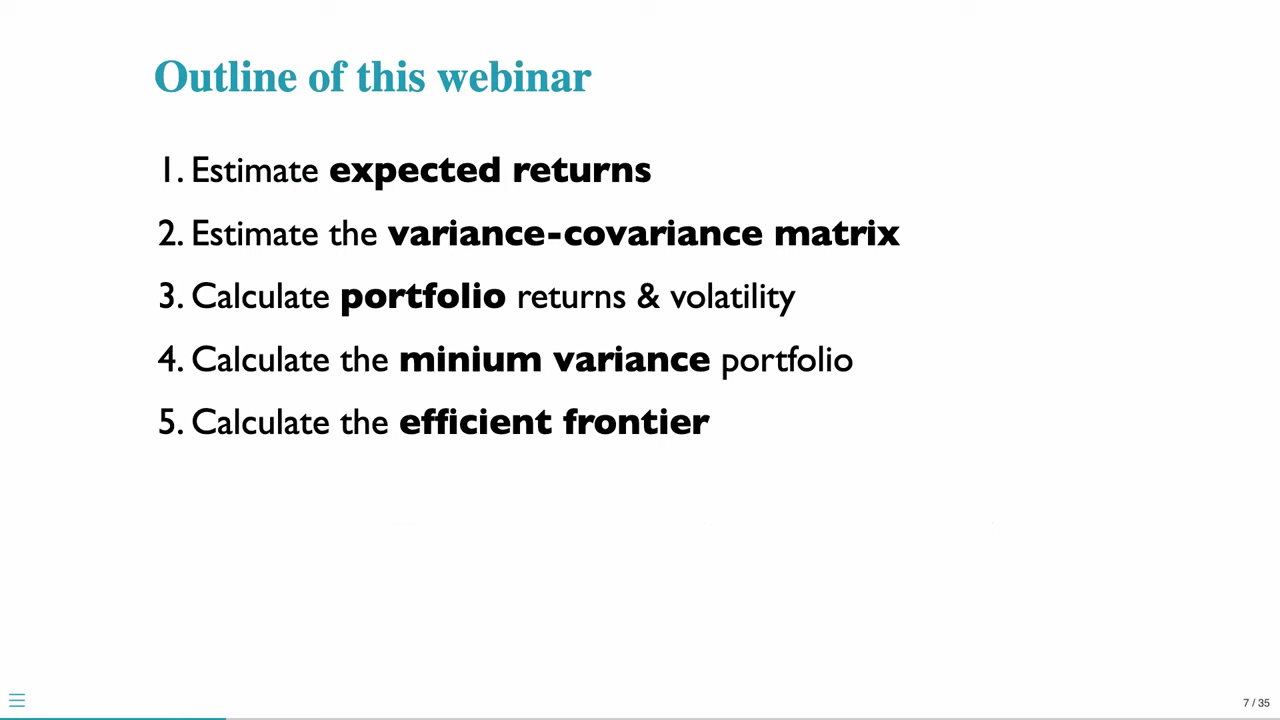 Outline of this webinar
1. Estimate expected returns
2. Estimate the variance-covariance matrix
3. Calculate portfolio returns & volatility
4. Calculate the minium variance portfolio
5. Calculate the efficient frontier
7 / 35